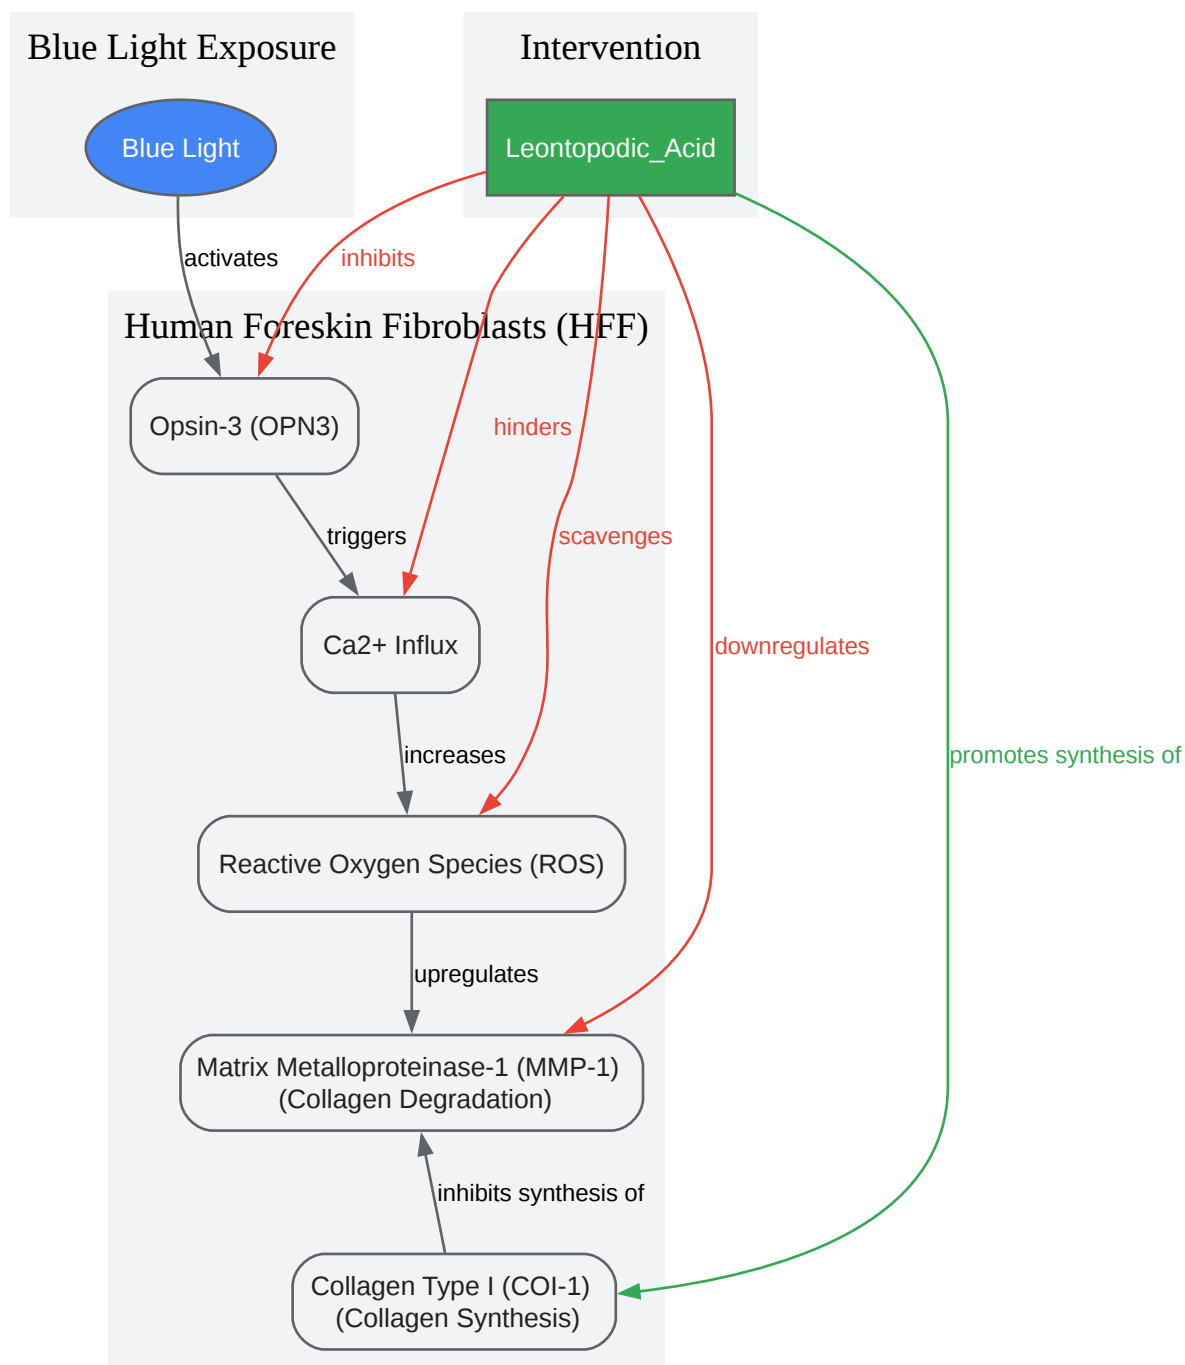 Blue Light Exposure
Intervention
Blue Light
Leontopodic_Acid
activates
inhibits
Human Foreskin Fibroblasts (HFF)
Opsin-3 (OPN3)
hinders
triggers
scavenges
Ca2+ Influx
downregulates
increases
promotes synthesis of
Reactive Oxygen Species (ROS)
upregulates
Matrix Metalloproteinase-1 (MMP-1)
(Collagen Degradation)
inhibits synthesis of
Collagen Type I (COI-1)
(Collagen Synthesis)